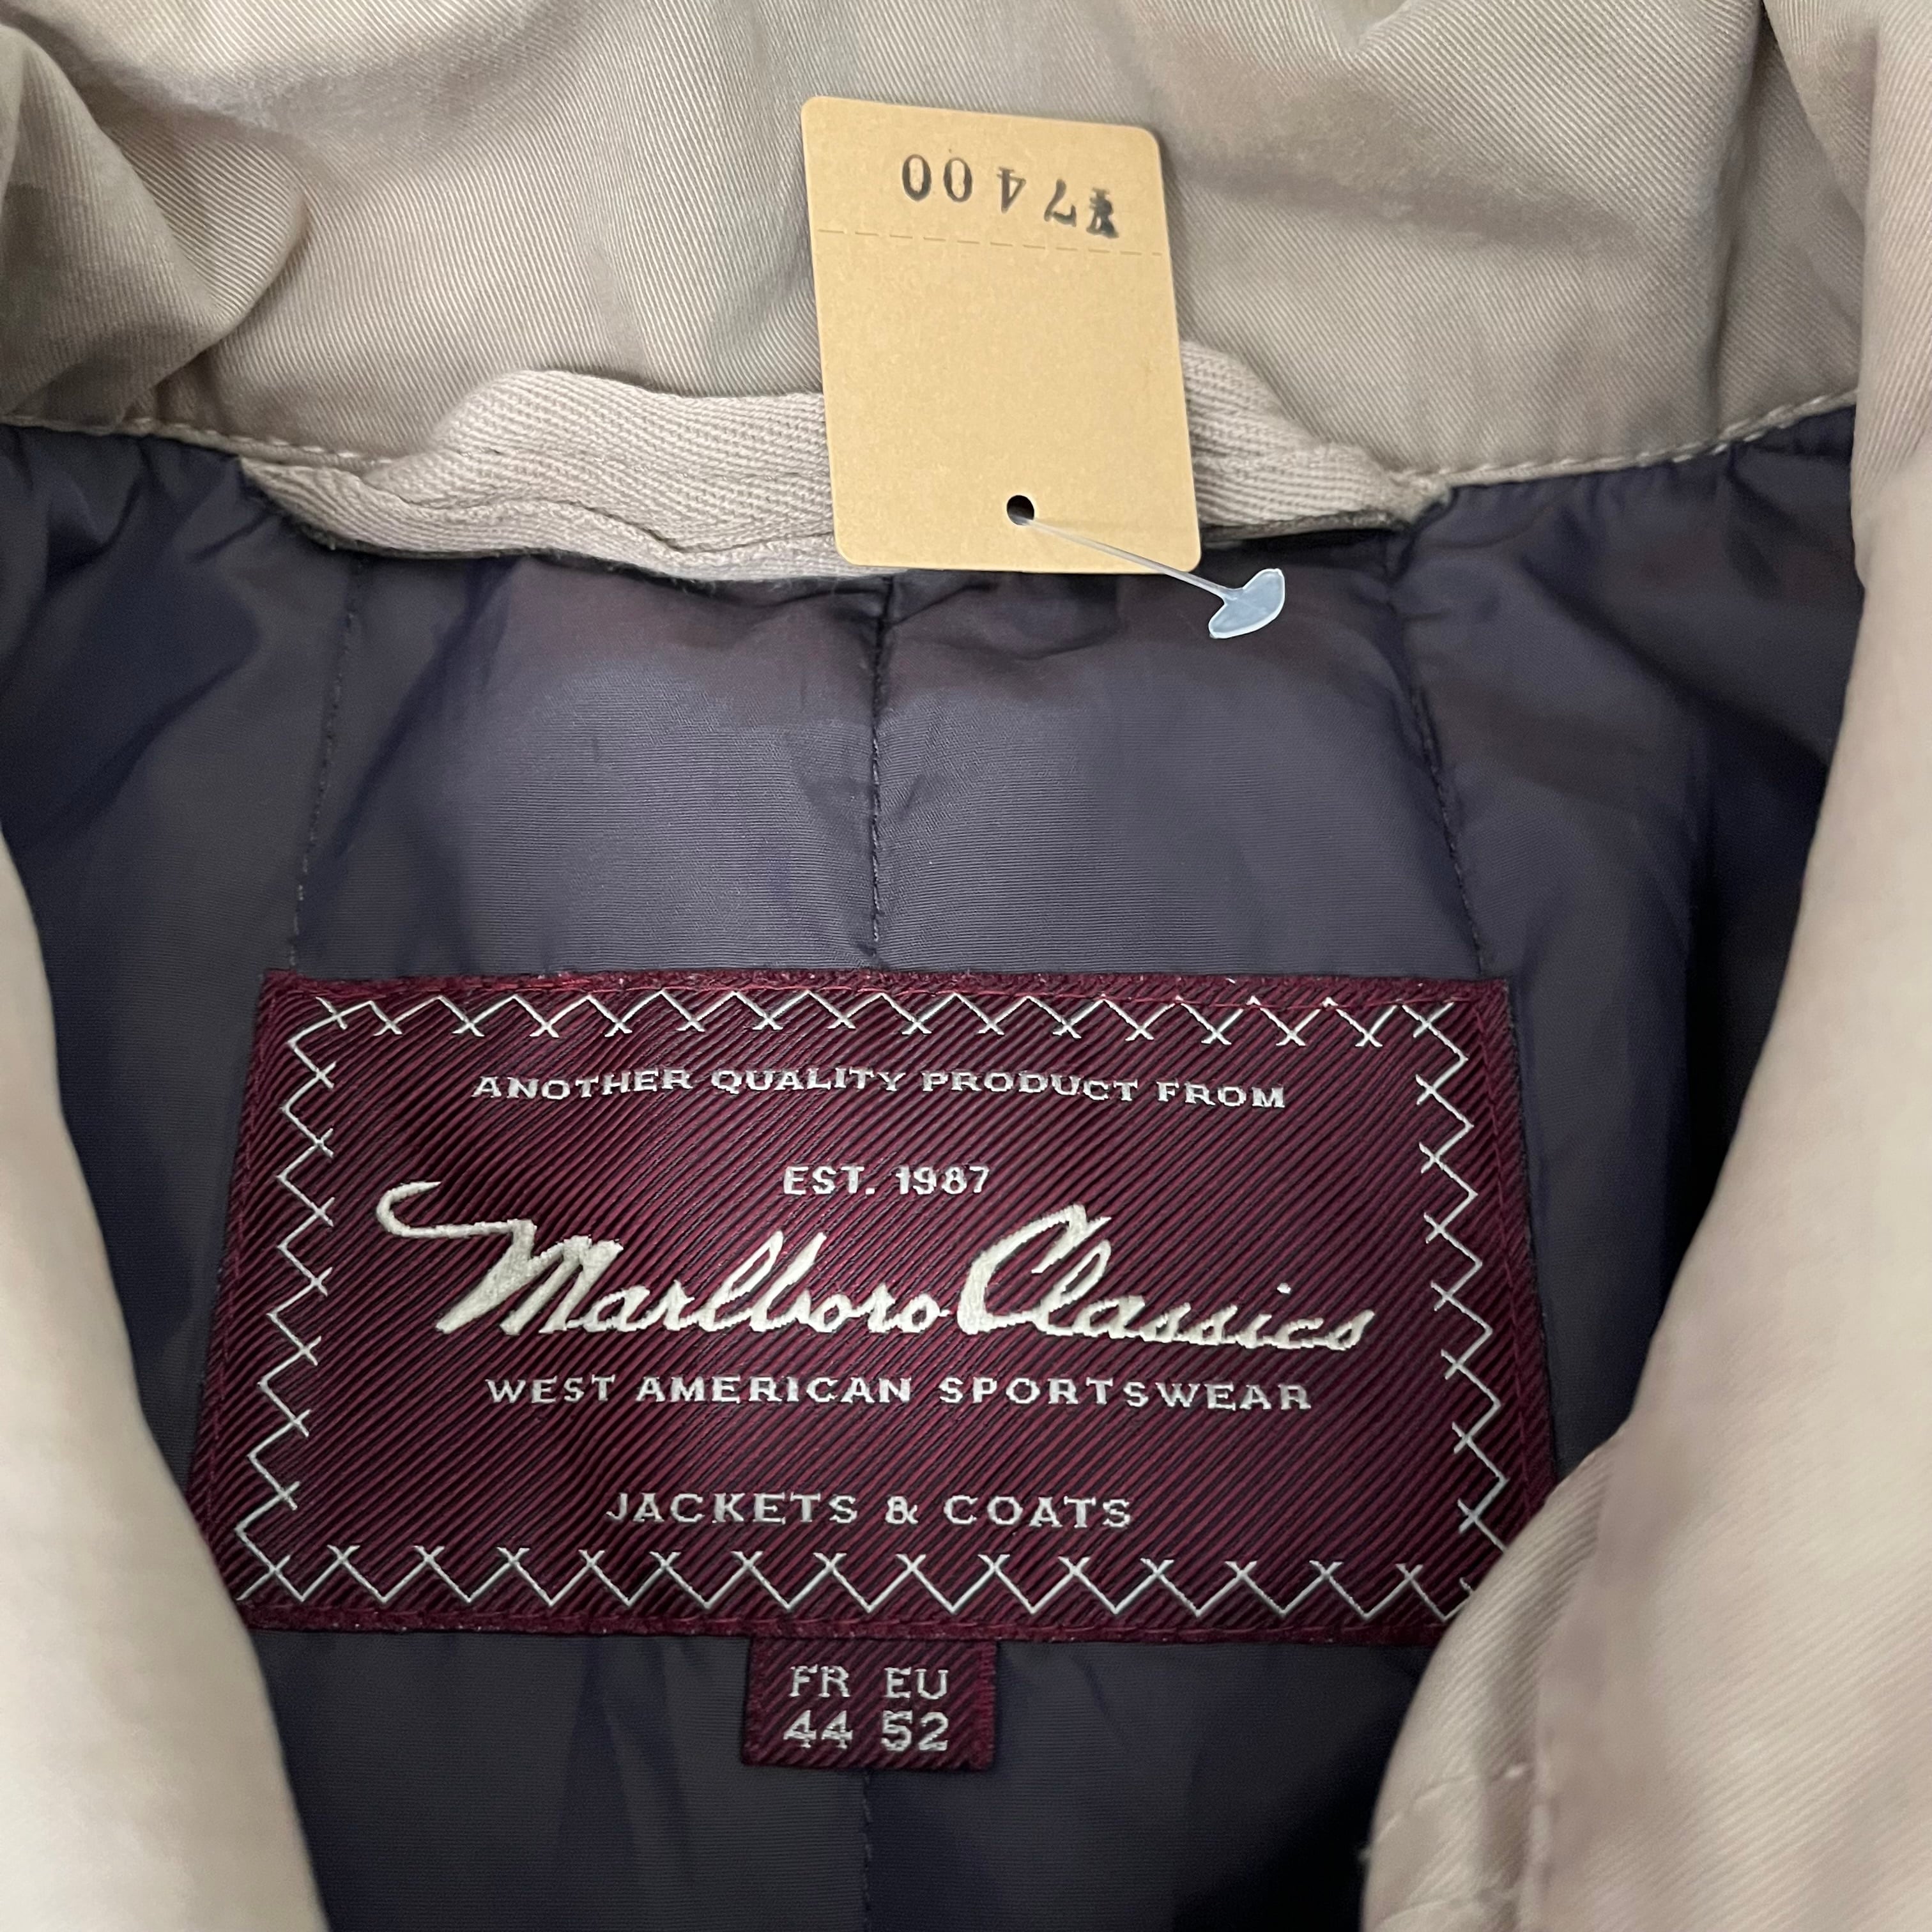 ¥7400
ANOTHER QUALITY PRODUCT FROM
EST. 1987
Marlboro Classics
WEST AMERICAN SPORTSWEAR
JACKETS & COATS
FR EU
44 52